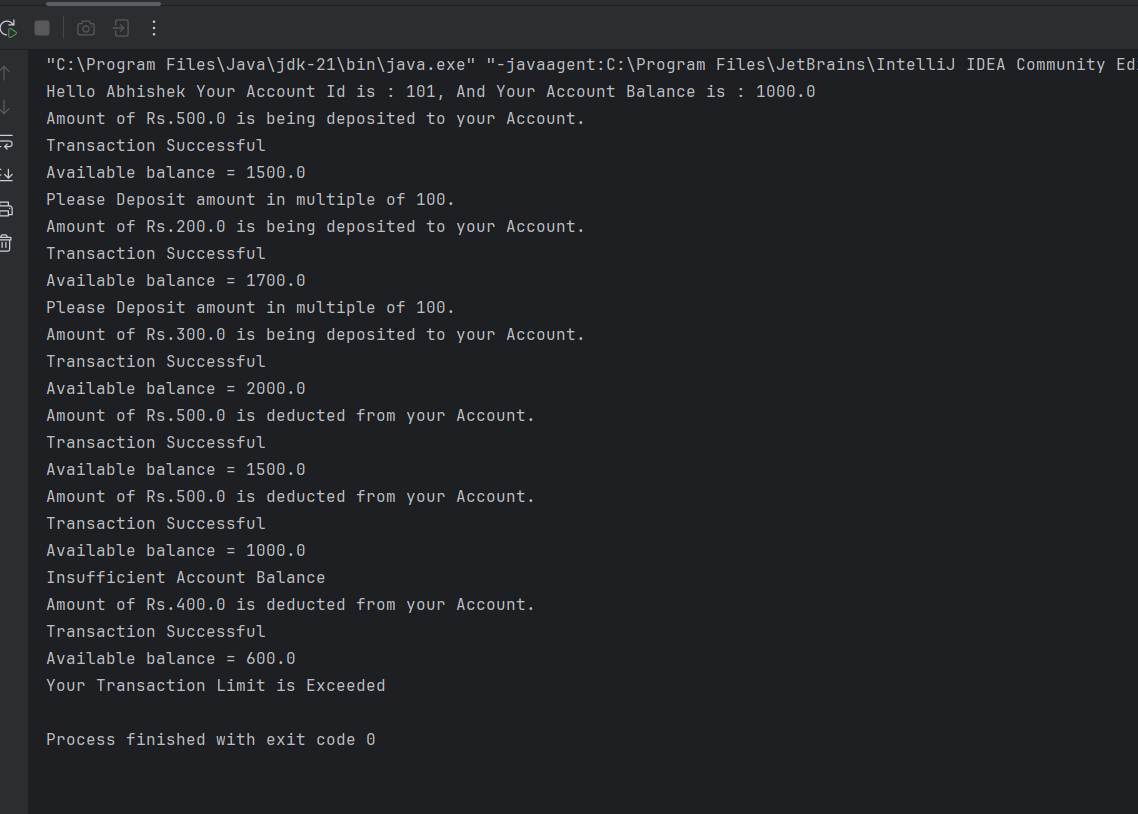 "C:\Program Files\Java\jdk-21\bin\java.exe" "-javaagent:C:\Program Files\JetBrains\IntelliJ IDEA Community
Hello Abhishek Your Account Id is : 101, And Your Account Balance is : 1000.0
Amount of Rs.500.0 is being deposited to your Account.
Transaction Successful
Available balance = 1500.0
Please Deposit amount in multiple of 100.
Amount of Rs.200.0 is being deposited to your Account.
Transaction Successful
Available balance = 1700.0
Please Deposit amount in multiple of 100.
Amount of Rs.300.0 is being deposited to your Account.
Transaction Successful
Available balance = 2000.0
Amount of Rs.500.0 is deducted from your Account.
Transaction Successful
Available balance = 1500.0
Amount of Rs.500.0 is deducted from your Account.
Transaction Successful
Available balance = 1000.0
Insufficient Account Balance
Amount of Rs.400.0 is deducted from your Account.
Transaction Successful
Available balance = 600.0
Your Transaction Limit is Exceeded
Process finished with exit code 0